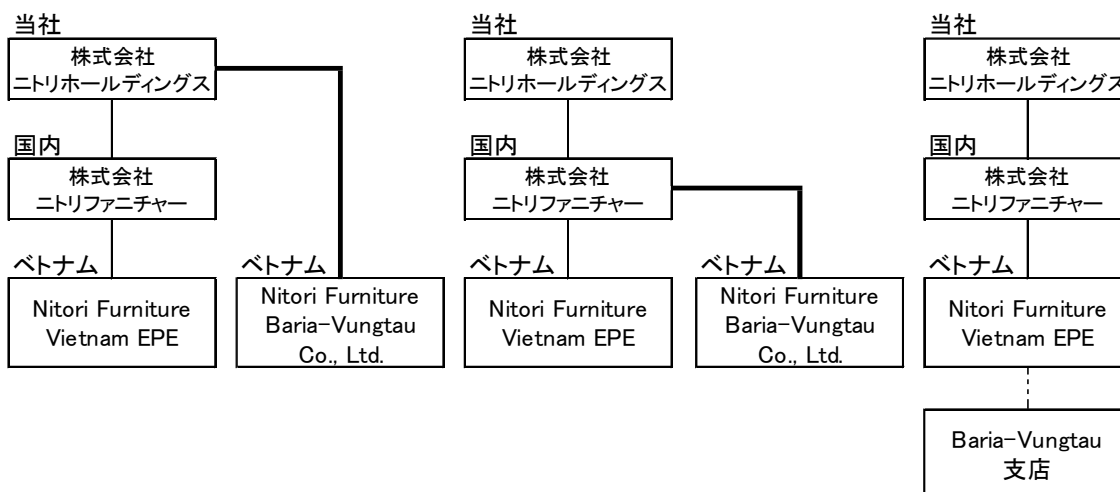 当社
株式会社
ニトリホールディングス
国内
株式会社
ニトリファニチャー
ベトナム
Nitori Furniture
Vietnam EPE
ベトナム
Nitori Furniture
Baria-Vungtau
Co., Ltd.
当社
株式会社
ニトリホールディングス
国内
株式会社
ニトリファニチャー
ベトナム
Nitori Furniture
Vietnam EPE
ベトナム
Nitori Furniture
Baria-Vungtau
Co., Ltd.
当社
株式会社
ニトリホールディングス
国内
株式会社
ニトリファニチャー
ベトナム
Nitori Furniture
Vietnam EPE
Baria-Vungtau
支店